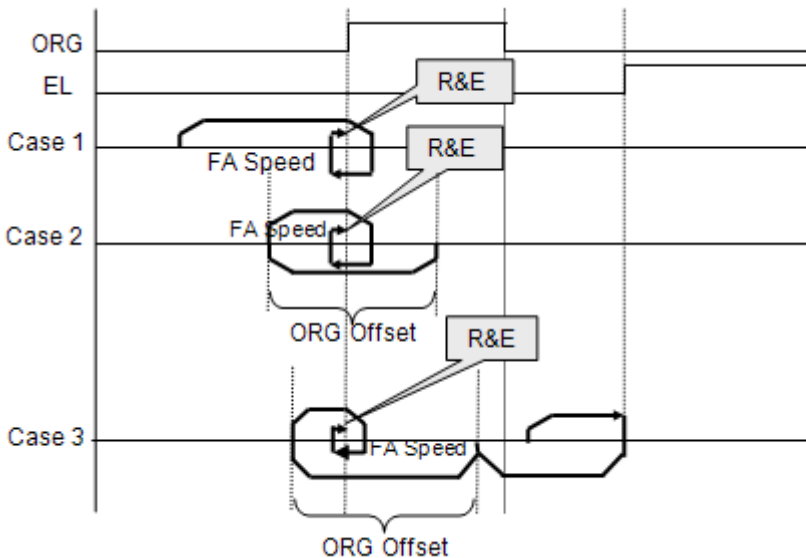 ORG
R&E
EL
Case 1
FA Speed
R&E
Case 2
FA Speed
ORG Offset
R&E
Case 3
FA Speed
ORG Offset